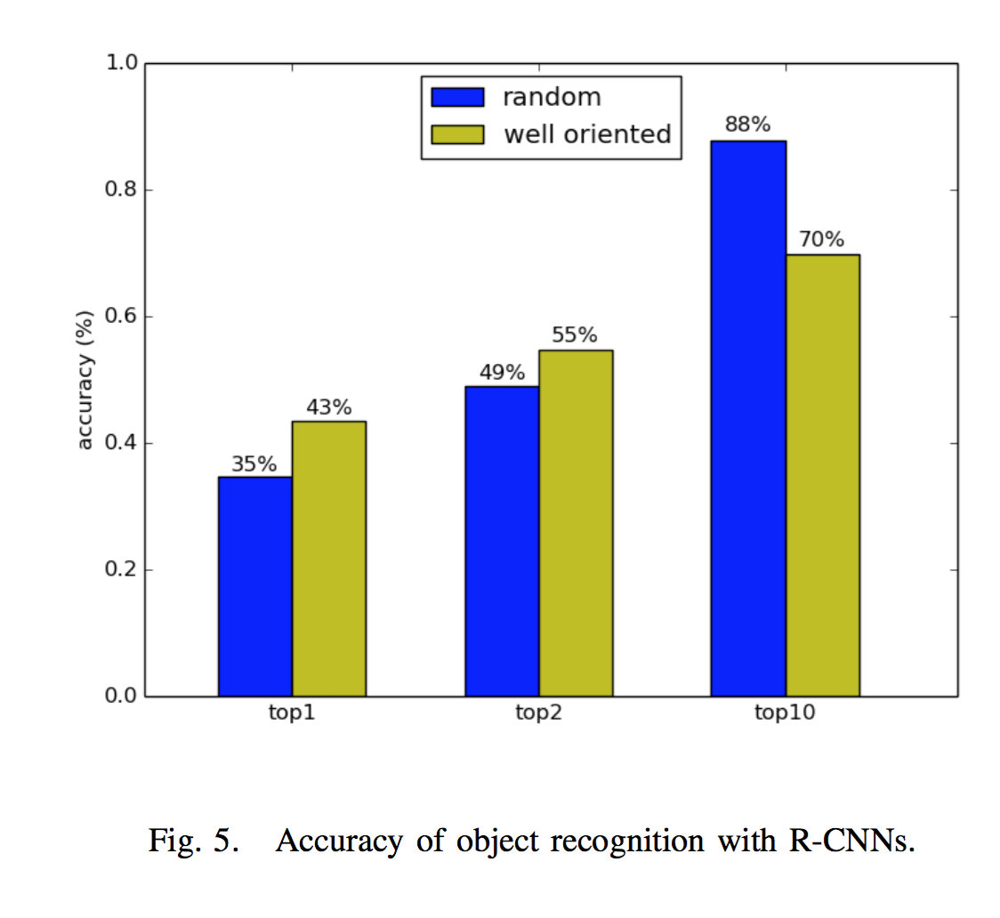 1.0
0.8
0.6
0.4
0.2
0.0
accuracy (%)
random
well oriented
35%
43%
49%
55%
88%
70%
top1
top2
top10
Fig. 5. Accuracy of object recognition with R-CNNs.